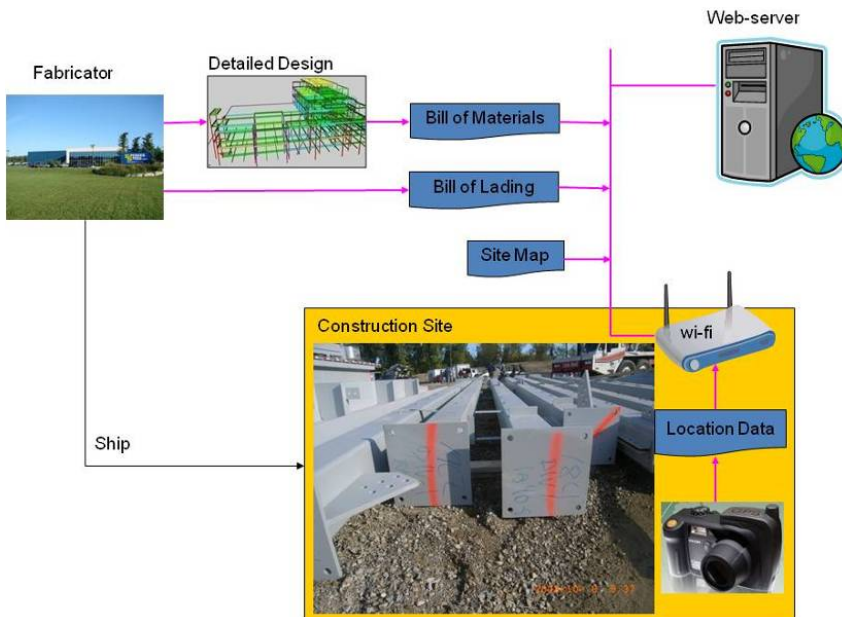 Web-server
Fabricator
Detailed Design
Bill of Materials
Bill of Lading
Site Map
Construction Site
wi-fi
Ship
Location Data